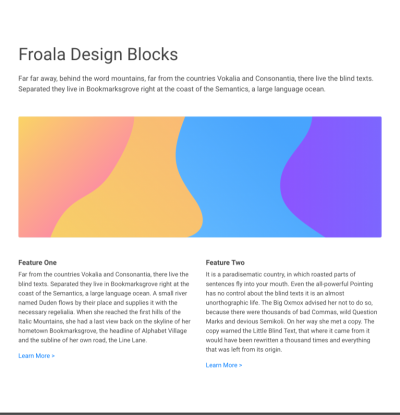 Froala Design Blocks
Far far away, behind the word mountains, far from the countries Vokalia and Consonantia, there live the blind texts.
Separated they live in Bookmarksgrove right at the coast of the Semantics, a large language ocean.
Feature One
Far from the countries Vokalia and Consonantia, there live the
blind texts. Separated they live in Bookmarksgrove right at the
coast of the Semantics, a large language ocean. A small river
named Duden flows by their place and supplies it with the
necessary regelialia. When she reached the first hills of the
Italic Mountains, she had a last view back on the skyline of her
hometown Bookmarksgrove, the headline of Alphabet Village
and the subline of her own road, the Line Lane.
Learn More >
Feature Two
It is a paradisematic country, in which roasted parts of
sentences fly into your mouth. Even the all-powerful Pointing
has no control about the blind texts it is an almost
unorthographic life. The Big Oxmox advised her not to do so,
because there were thousands of bad Commas, wild Question
Marks and devious Semikoli. On her way she met a copy. The
copy warned the Little Blind Text, that where it came from it
would have been rewritten a thousand times and everything
that was left from its origin.
Learn More >